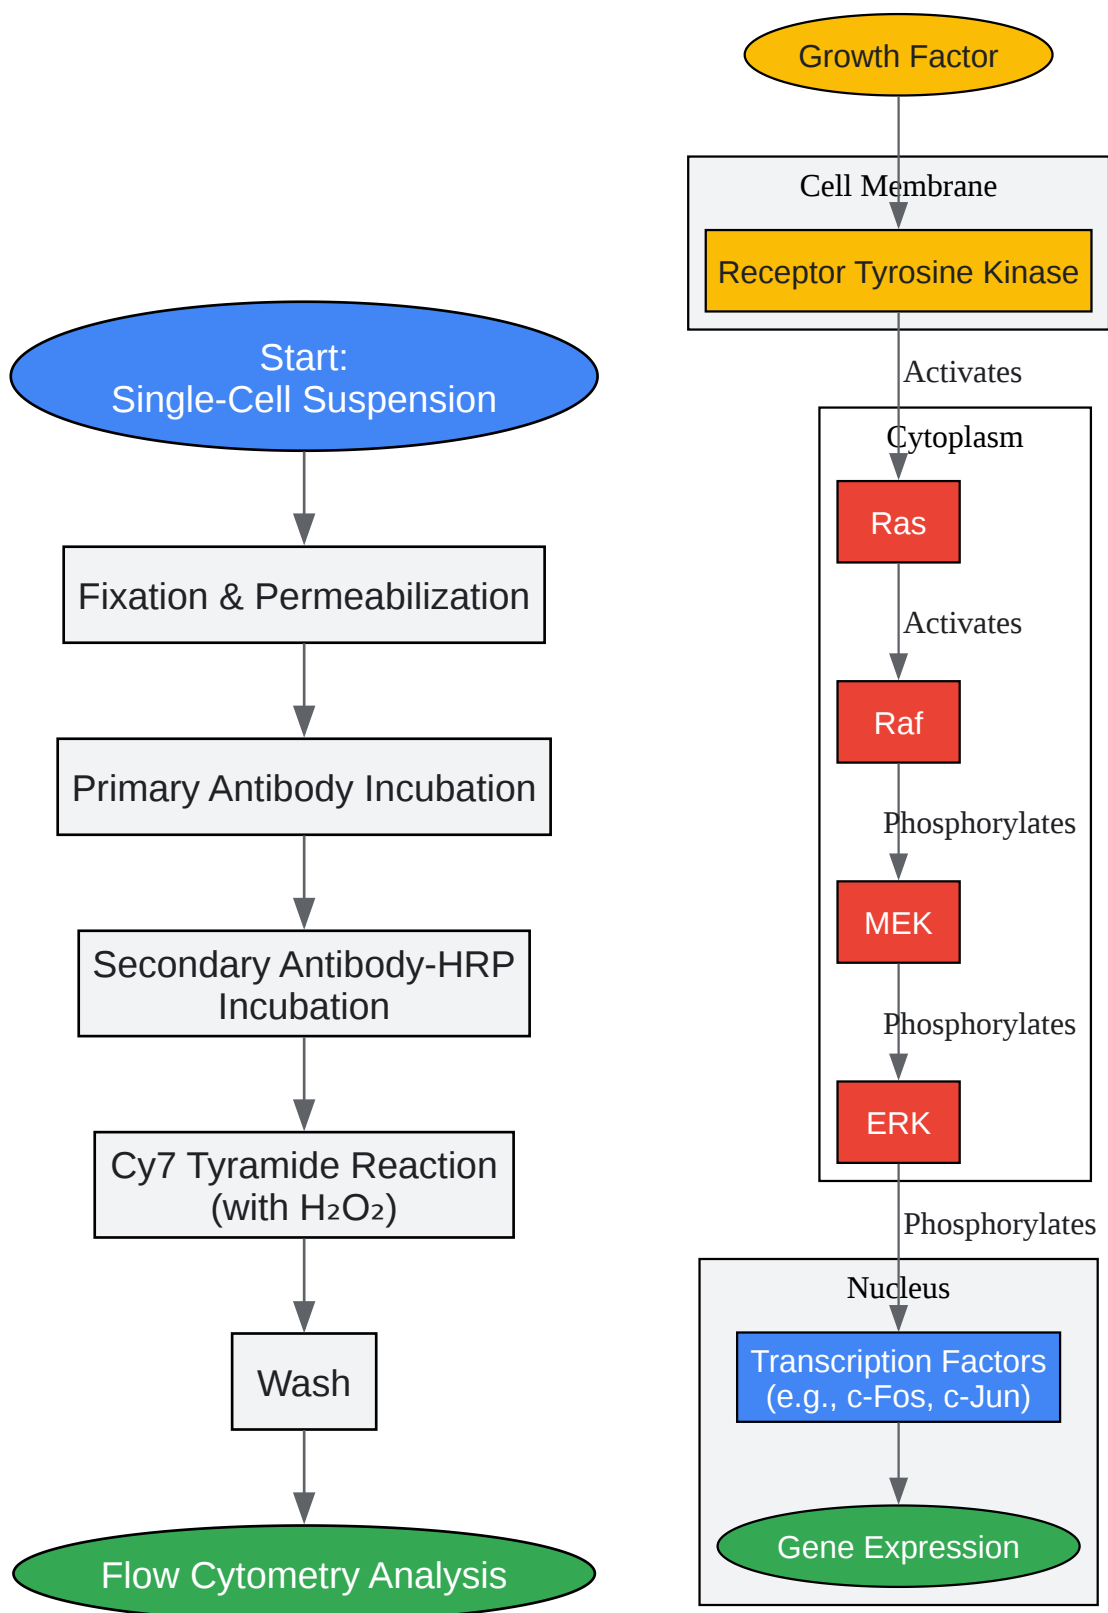 Start:
Single-Cell Suspension
Fixation & Permeabilization
Primary Antibody Incubation
Secondary Antibody-HRP
Incubation
Cy7 Tyramide Reaction
(with H₂O₂)
Wash
Flow Cytometry Analysis
Growth Factor
Cell Membrane
Receptor Tyrosine Kinase
Activates
Cytoplasm
Ras
Activates
Raf
Phosphorylates
MEK
Phosphorylates
ERK
Phosphorylates
Nucleus
Transcription Factors
(e.g., c-Fos, c-Jun)
Gene Expression